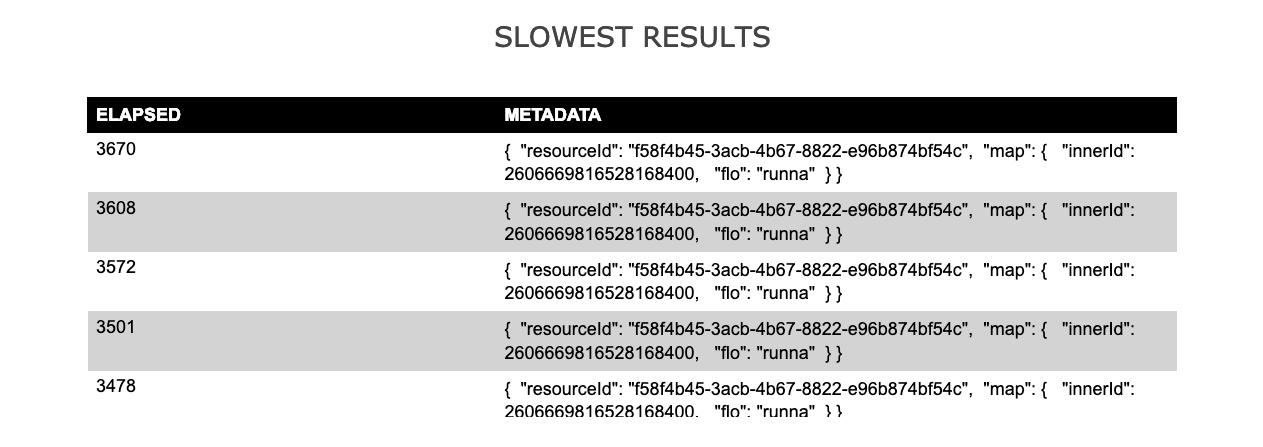 SLOWEST RESULTS
ELAPSED METADATA
3670 { "resourceId": "f58f4b45-3acb-4b67-8822-e96b874bf54c", "map": { "innerId":
2606669816528168400, "flo": "runna" } }
3608 { "resourceId": "f58f4b45-3acb-4b67-8822-e96b874bf54c", "map": { "innerId":
2606669816528168400, "flo": "runna" } }
3572 { "resourceId": "f58f4b45-3acb-4b67-8822-e96b874bf54c", "map": { "innerId":
2606669816528168400, "flo": "runna" } }
3501 { "resourceId": "f58f4b45-3acb-4b67-8822-e96b874bf54c", "map": { "innerId":
2606669816528168400, "flo": "runna" } }
3478 { "resourceId": "f58f4b45-3acb-4b67-8822-e96b874bf54c", "map": { "innerId":
2606669816528168400, "flo": "runna" } }